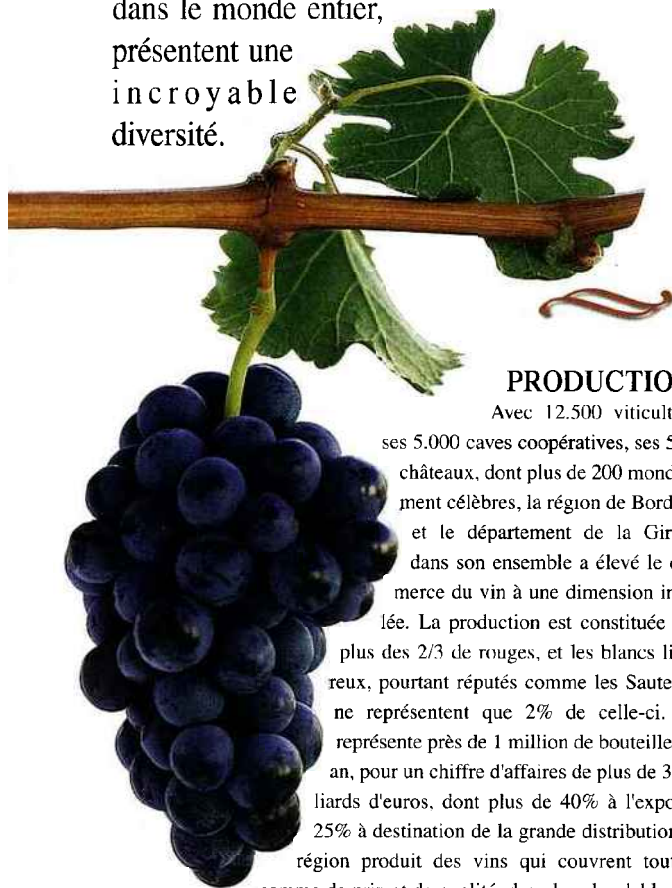 dans le monde entier,
présentent une
incroyable
diversité.
PRODUCTIO
Avec 12.500 viticult
ses 5.000 caves coopératives, ses 5
châteaux, dont plus de 200 mond
ment célèbres, la région de Bord
et le département de la Gir
dans son ensemble a élevé le
merce du vin à une dimension in
lée. La production est constituée
plus des 2/3 de rouges, et les blancs li
reux, pourtant réputés comme les Saute
ne représentent que 2% de celle-ci.
représente près de 1 million de bouteille
an, pour un chiffre d'affaires de plus de 3
liards d'euros, dont plus de 40% à l'expo
25% à destination de la grande distribution
région produit des vins qui couvrent tou